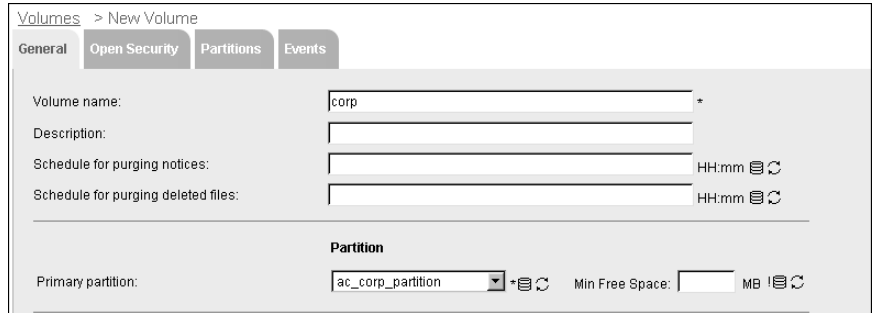 Volumes > New Volume
General Open Security Partitions Events
Volume name: corp *
Description:
Schedule for purging notices: HH:mm
Schedule for purging deleted files: HH:mm
Partition
Primary partition: ac_corp_partition * Min Free Space: MB !